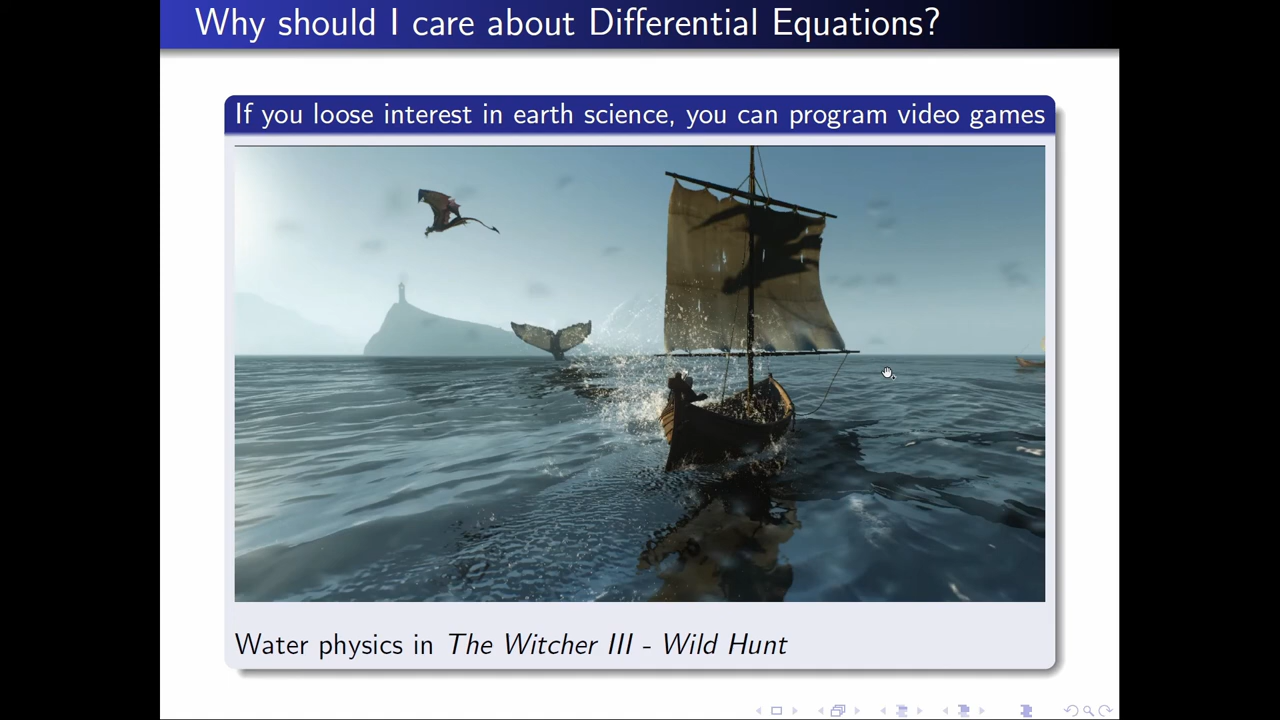 Why should I care about Differential Equations?
If you loose interest in earth science, you can program video games
Water physics in The Witcher III - Wild Hunt